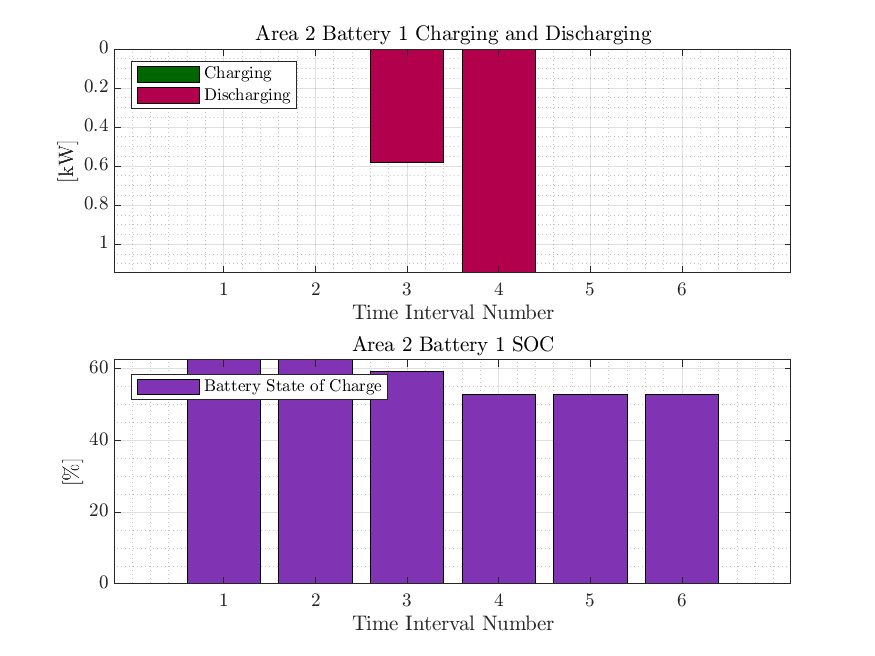 Area 2 Battery 1 Charging and Discharging
0
0.2
0.4
0.6
0.8
1
[kW]
Charging
Discharging
1 2 3 4 5 6
Time Interval Number
Area 2 Battery 1 SOC
60
40
20
0
[%]
Battery State of Charge
1 2 3 4 5 6
Time Interval Number